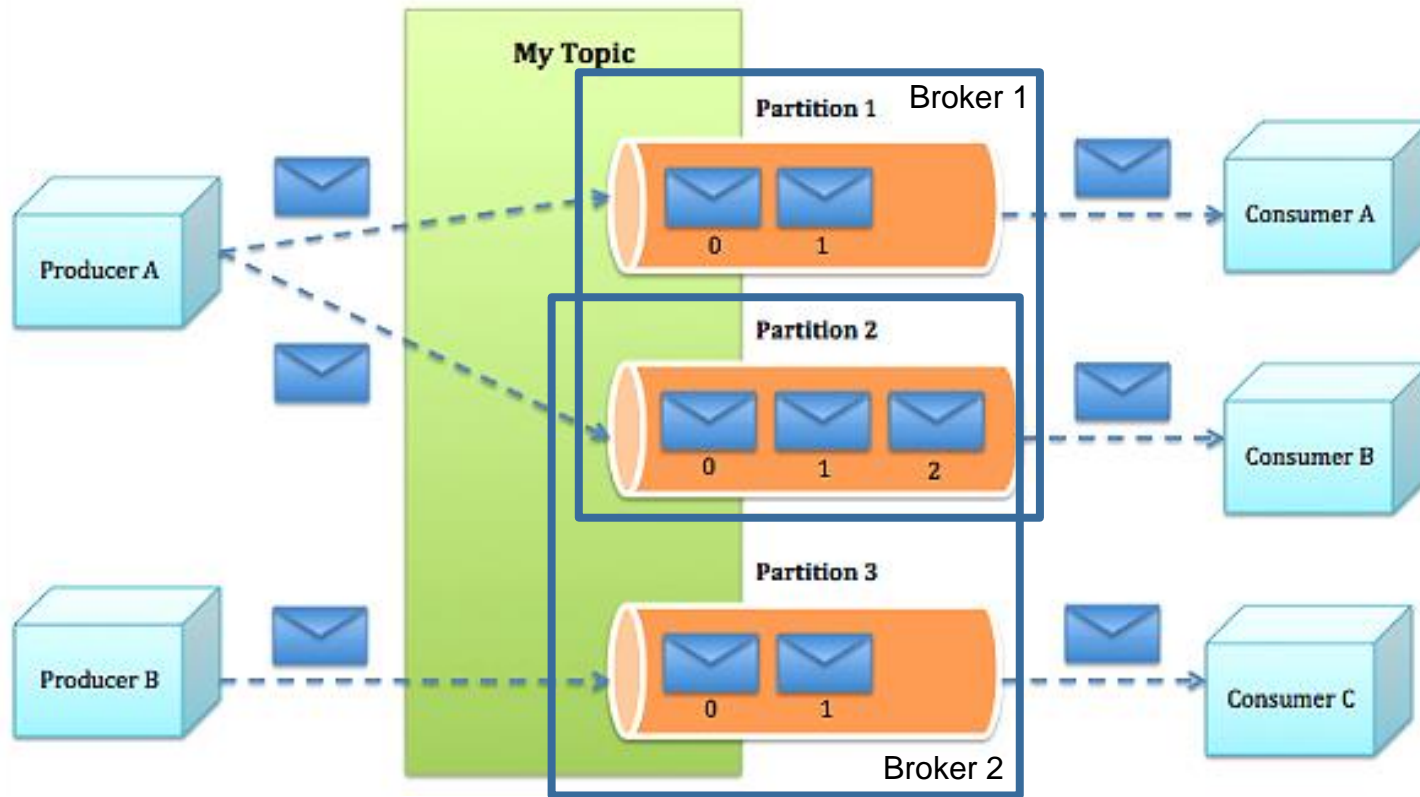 My Topic
Broker 1
Partition 1
0
1
Producer A
Consumer A
Partition 2
0
1
2
Consumer B
Partition 3
0
1
Producer B
Consumer C
Broker 2